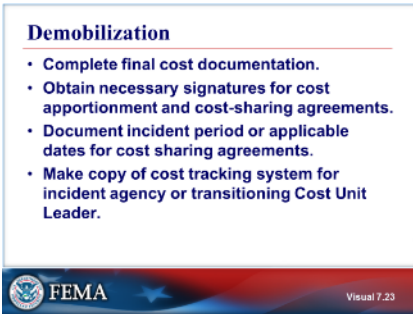 Demobilization
• Complete final cost documentation.
• Obtain necessary signatures for cost
apportionment and cost-sharing agreements.
• Document incident period or applicable
dates for cost sharing agreements.
• Make copy of cost tracking system for
incident agency or transitioning Cost Unit
Leader.
FEMA
Visual 7.23